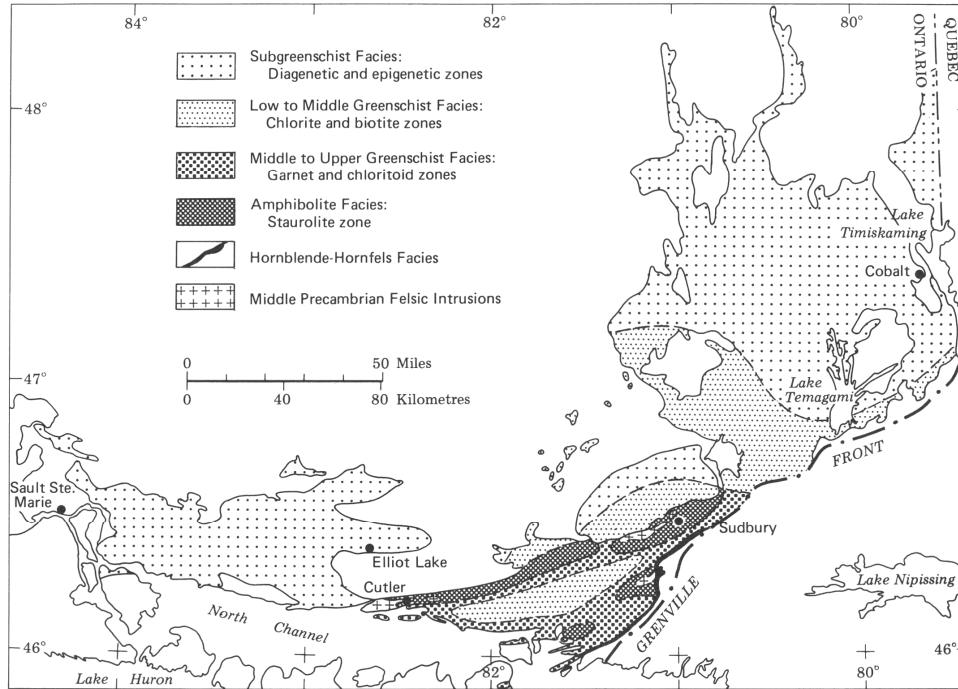 84°
82°
80°
QUEBEC
ONTARIO
48°
Subgreenschist Facies:
Diagenetic and epigenetic zones
Low to Middle Greenschist Facies:
Chlorite and biotite zones
Middle to Upper Greenschist Facies:
Garnet and chloritoid zones
Amphibolite Facies:
Staurolite zone
Hornblende-Hornfels Facies
Middle Precambrian Felsic Intrusions
0 50 Miles
0 40 80 Kilometres
Lake
Timiskaming
Cobalt
47°
Lake
Temagami
FRONT
Sault Ste.
Marie
Sudbury
Elliot Lake
Cutler
Lake Nipissing
North Channel
GRENVILLE
46°
46°
Lake Huron
84°
82°
80°